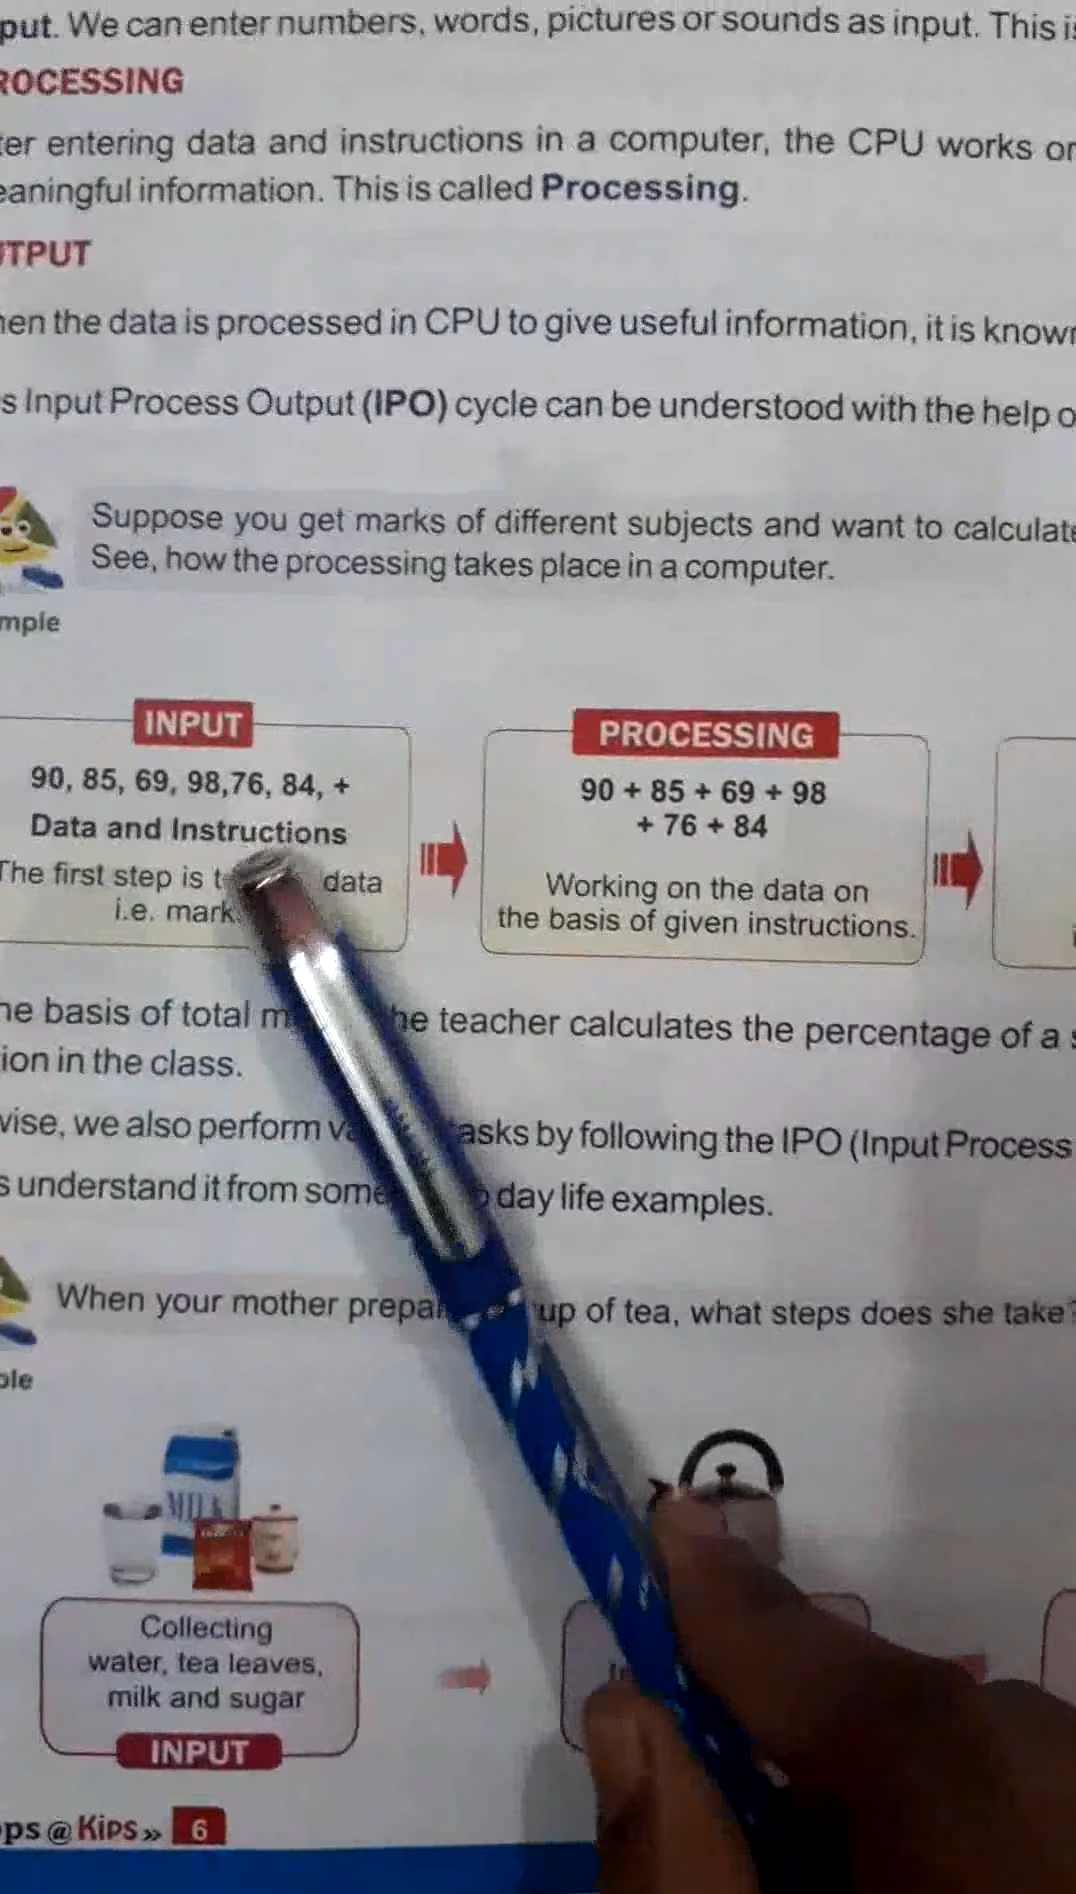 put. We can enter numbers, words, pictures or sounds as input. This is
ROCESSING
ter entering data and instructions in a computer, the CPU works on
eaningful information. This is called Processing.
UTPUT
hen the data is processed in CPU to give useful information, it is known
s Input Process Output (IPO) cycle can be understood with the help o
Suppose you get marks of different subjects and want to calculate
See, how the processing takes place in a computer.
mple
INPUT
90, 85, 69, 98,76, 84, +
Data and Instructions
The first step is t data
i.e. mark
PROCESSING
90 + 85 + 69 + 98
+ 76 + 84
Working on the data on
the basis of given instructions.
he basis of total m he teacher calculates the percentage of a s
ion in the class.
wise, we also perform va asks by following the IPO (Input Process
s understand it from some day life examples.
When your mother prepar up of tea, what steps does she take?
ple
MILK
Collecting
water, tea leaves,
milk and sugar
INPUT
ps @ Kips » 6